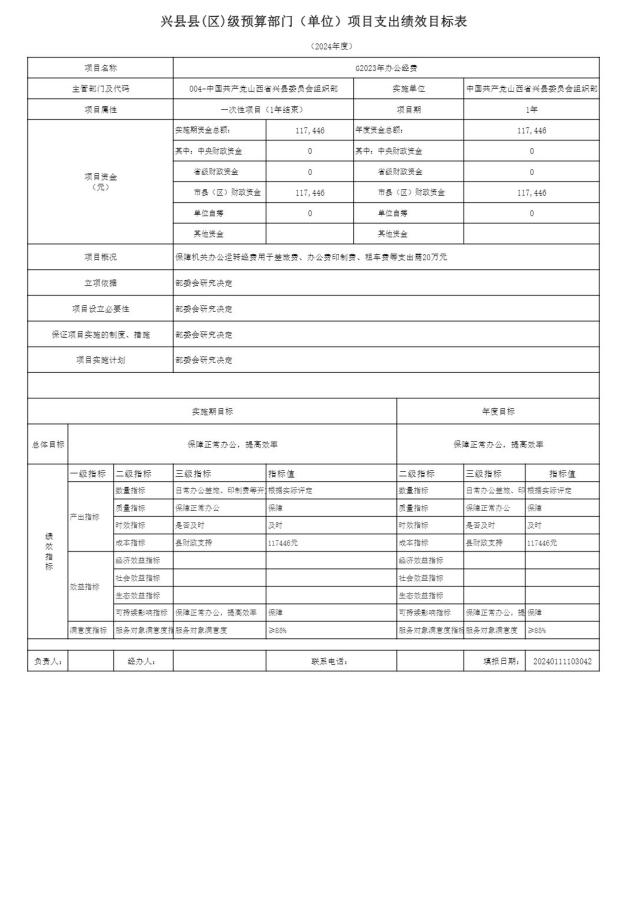 兴县县(区)级预算部门（单位）项目支出绩效目标表
（2024年度）
项目名称 G2023年办公经费
主管部门及代码 004-中国共产党山西省兴县委员会组织部 实施单位 中国共产党山西省兴县委员会组织部
项目属性 一次性项目（1年结束） 项目期 1年
项目资金
（元）
实施期资金总额： 117,446 年度资金总额： 117,446
其中：中央财政资金 0 其中：中央财政资金 0
省级财政资金 0 省级财政资金 0
市县（区）财政资金 117,446 市县（区）财政资金 117,446
单位自筹 0 单位自筹 0
其他资金 其他资金
项目概况 保障机关办公运转经费用于差旅费、办公费印制费、租车费等支出需20万元
立项依据 部委会研究决定
项目设立必要性 部委会研究决定
保证项目实施的制度、措施 部委会研究决定
项目实施计划 部委会研究决定
实施期目标 年度目标
总体目标 保障正常办公，提高效率 保障正常办公，提高效率
绩效指标
一级指标 二级指标 三级指标 指标值 二级指标 三级指标 指标值
产出指标
数量指标 日常办公差旅、印制费等开 根据实际评定 数量指标 日常办公差旅、印 根据实际评定
质量指标 保障正常办公 保障 质量指标 保障正常办公 保障
时效指标 是否及时 及时 时效指标 是否及时 及时
成本指标 县财政支持 117446元 成本指标 县财政支持 117446元
效益指标
经济效益指标 经济效益指标
社会效益指标 社会效益指标
生态效益指标 生态效益指标
可持续影响指标 保障正常办公，提高效率 保障 可持续影响指标 保障正常办公，提 保障
满意度指标 服务对象满意度指 服务对象满意度 ≥88% 服务对象满意度指标 服务对象满意度 ≥88%
负责人： 经办人： 联系电话： 填报日期： 20240111103042